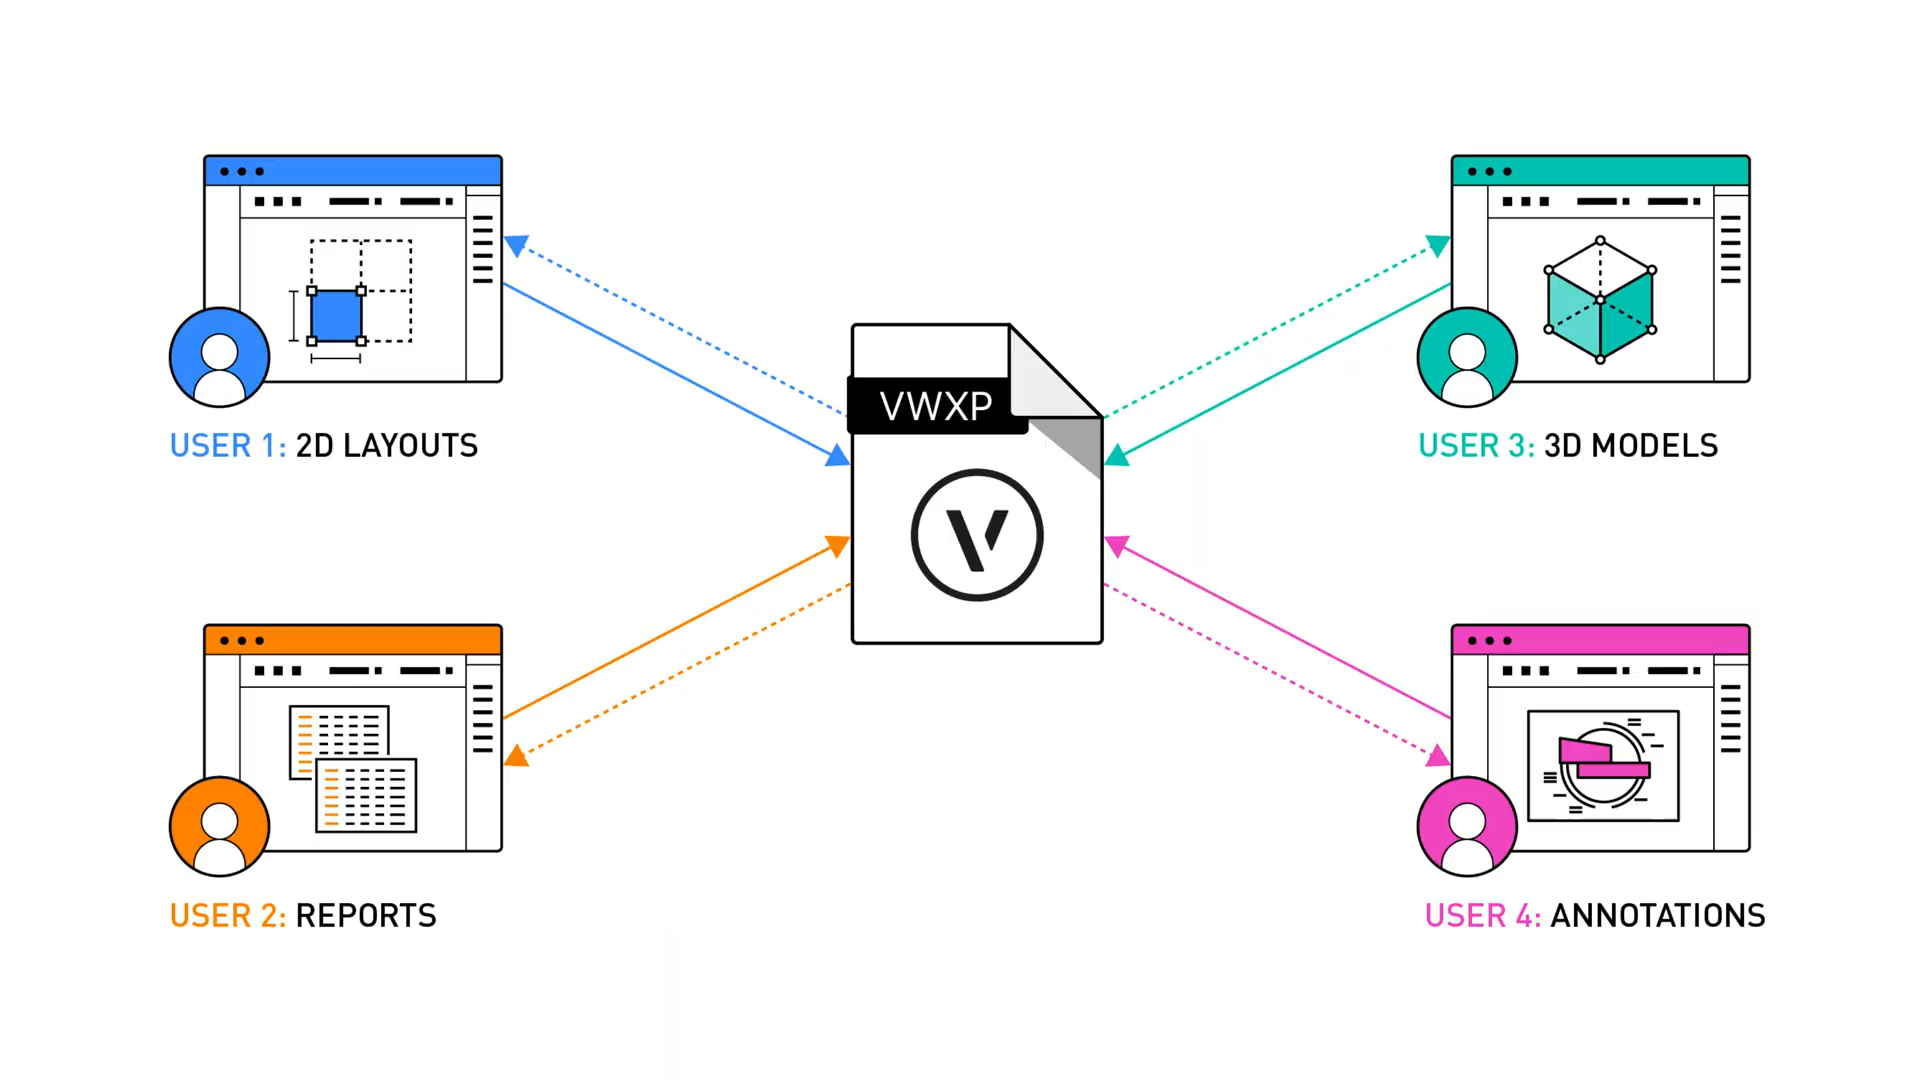 USER 1: 2D LAYOUTS
VWXP
USER 3: 3D MODELS
USER 2: REPORTS
USER 4: ANNOTATIONS